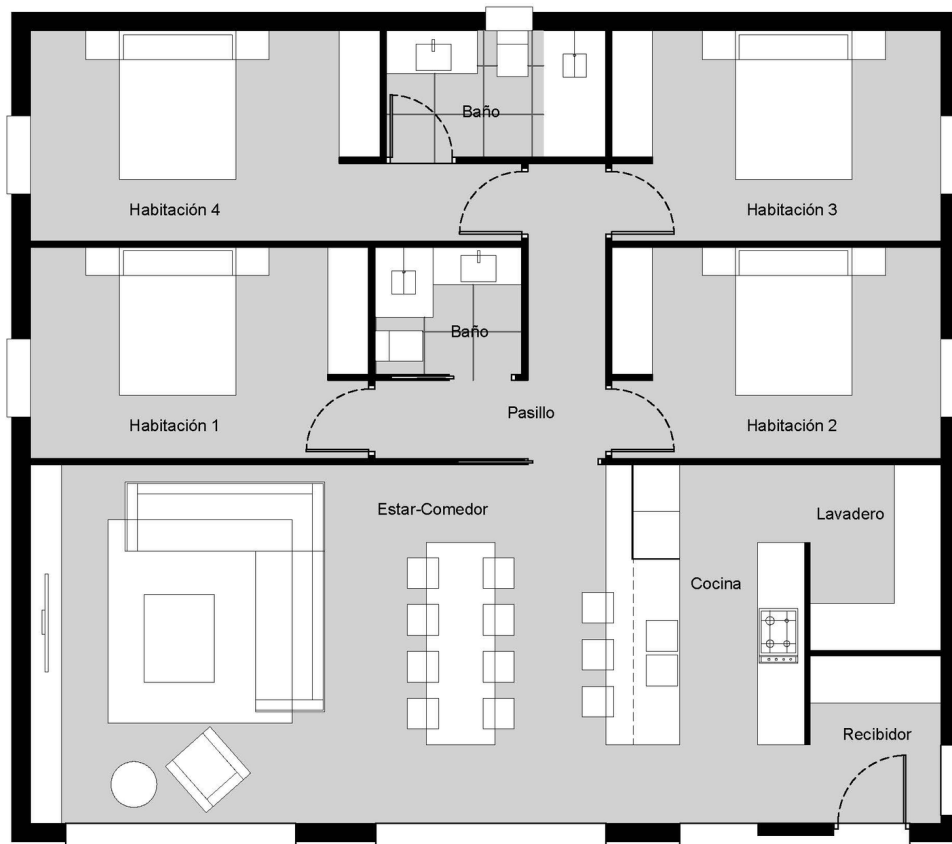 Baño
Habitación 4
Habitación 3
Baño
Pasillo
Habitación 1
Habitación 2
Estar-Comedor
Lavadero
Cocina
Recibidor